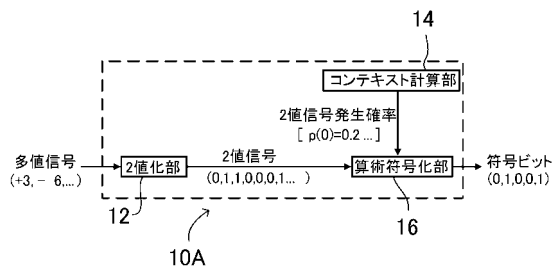 14
コンテキスト計算部
2値信号発生確率
[ p(0)=0.2 ... ]
多値信号
(+3, − 6,...)
2値化部
2値信号
(0,1,1,0,0,0,1... )
算術符号化部
符号ビット
(0,1,0,0,1)
12
16
10A